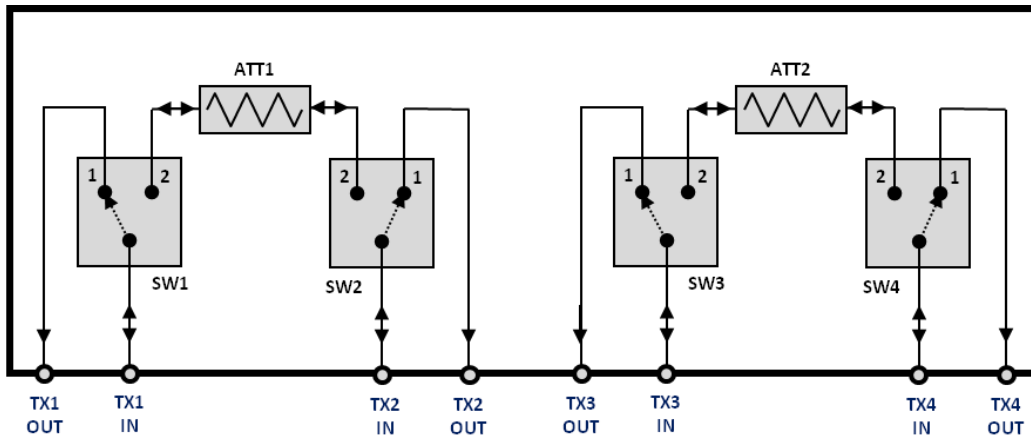 ATT1 ATT2
1 2 2 1 1 2 2 1
SW1 SW2 SW3 SW4
TX1 TX1 TX2 TX2 TX3 TX3 TX4 TX4
OUT IN IN OUT OUT IN IN OUT